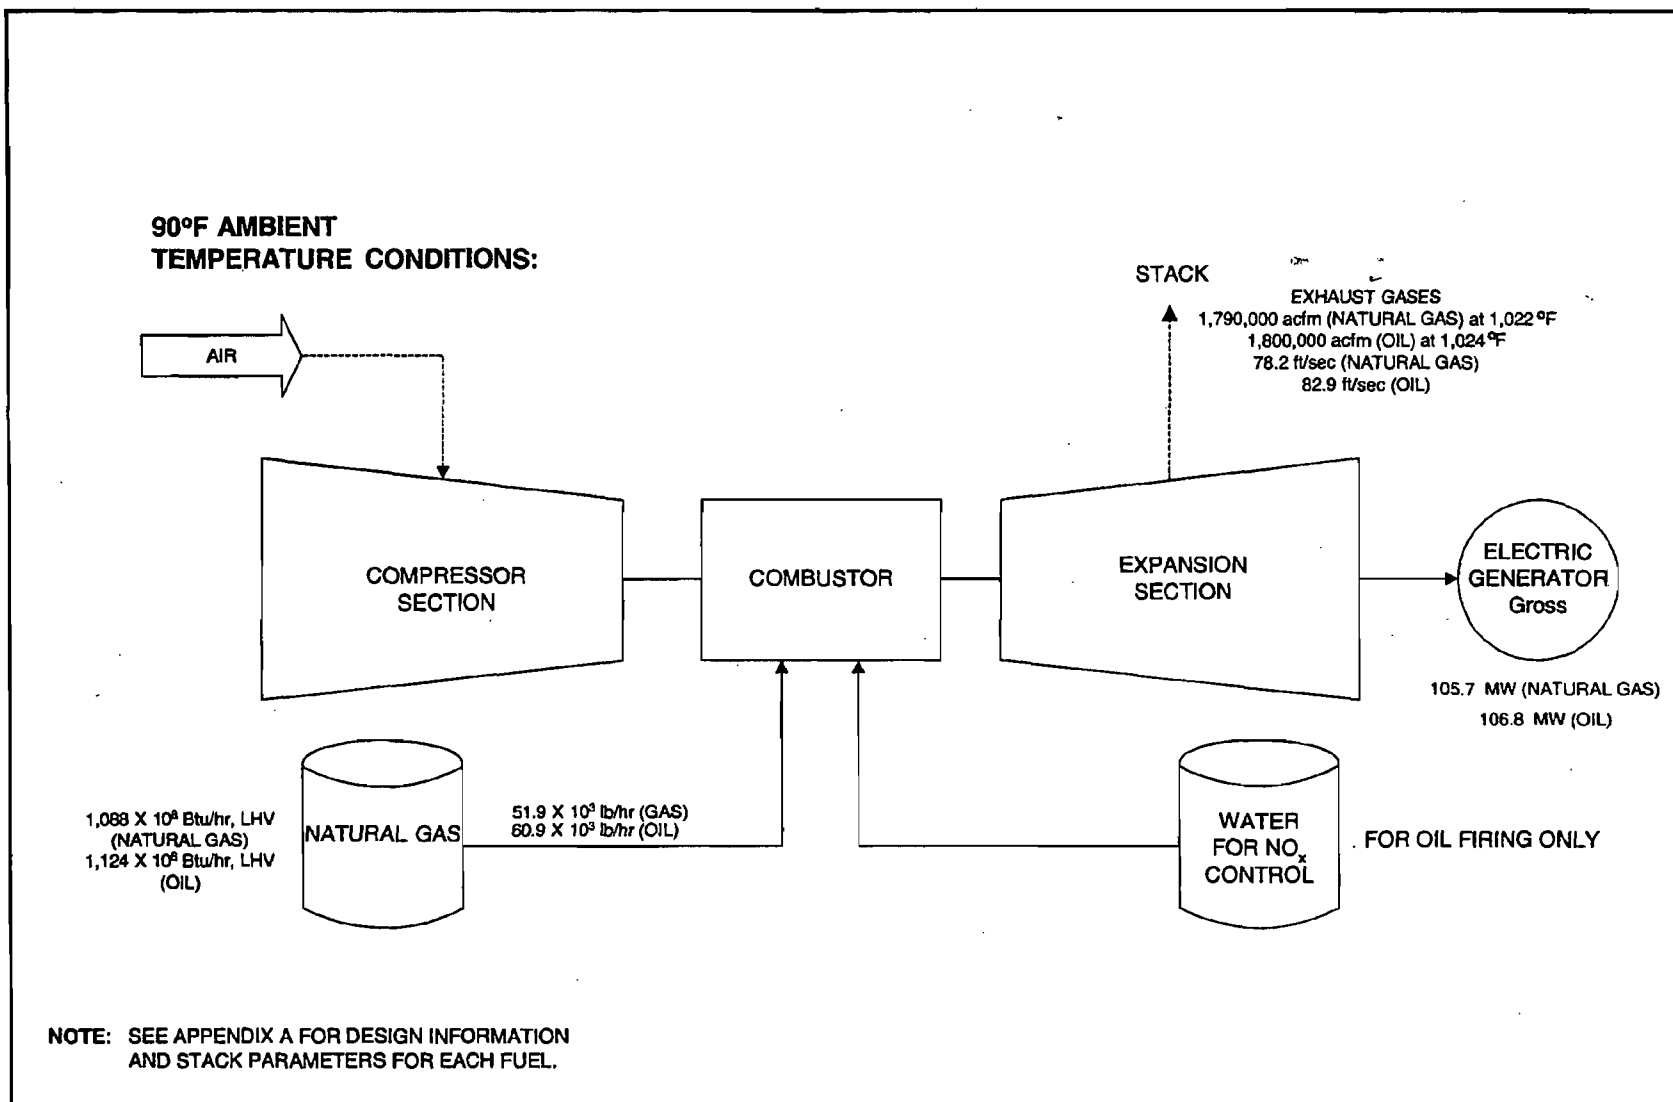 90ºF AMBIENT
TEMPERATURE CONDITIONS:
AIR
STACK
EXHAUST GASES
1,790,000 acfm (NATURAL GAS) at 1,022 ºF
1,800,000 acfm (OIL) at 1,024 ºF
78.2 ft/sec (NATURAL GAS)
82.9 ft/sec (OIL)
COMPRESSOR
SECTION
COMBUSTOR
EXPANSION
SECTION
ELECTRIC
GENERATOR
Gross
105.7 MW (NATURAL GAS)
106.8 MW (OIL)
1,088 X 10⁶ Btu/hr, LHV
(NATURAL GAS)
1,124 X 10⁶ Btu/hr, LHV
(OIL)
NATURAL GAS
51.9 X 10³ lb/hr (GAS)
60.9 X 10³ lb/hr (OIL)
WATER
FOR NOₓ
CONTROL
FOR OIL FIRING ONLY
NOTE: SEE APPENDIX A FOR DESIGN INFORMATION
AND STACK PARAMETERS FOR EACH FUEL.